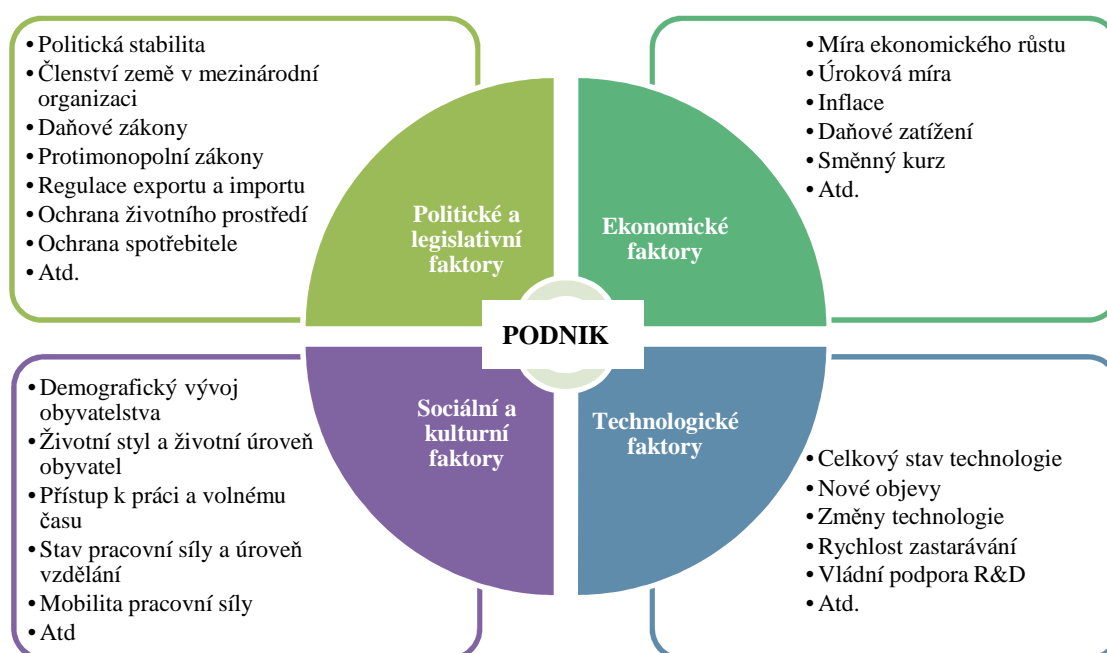 • Politická stabilita
• Členství země v mezinárodní
organizaci
• Daňové zákony
• Protimonopolní zákony
• Regulace exportu a importu
• Ochrana životního prostředí
• Ochrana spotřebitele
• Atd.
• Míra ekonomického růstu
• Úroková míra
• Inflace
• Daňové zatížení
• Směnný kurz
• Atd.
Politické a
legislativní
faktory
Ekonomické
faktory
PODNIK
Sociální a
kulturní
faktory
Technologické
faktory
• Demografický vývoj
obyvatelstva
• Životní styl a životní úroveň
obyvatel
• Přístup k práci a volnému
času
• Stav pracovní síly a úroveň
vzdělání
• Mobilita pracovní síly
• Atd
• Celkový stav technologie
• Nové objevy
• Změny technologie
• Rychlost zastarávání
• Vládní podpora R&D
• Atd.